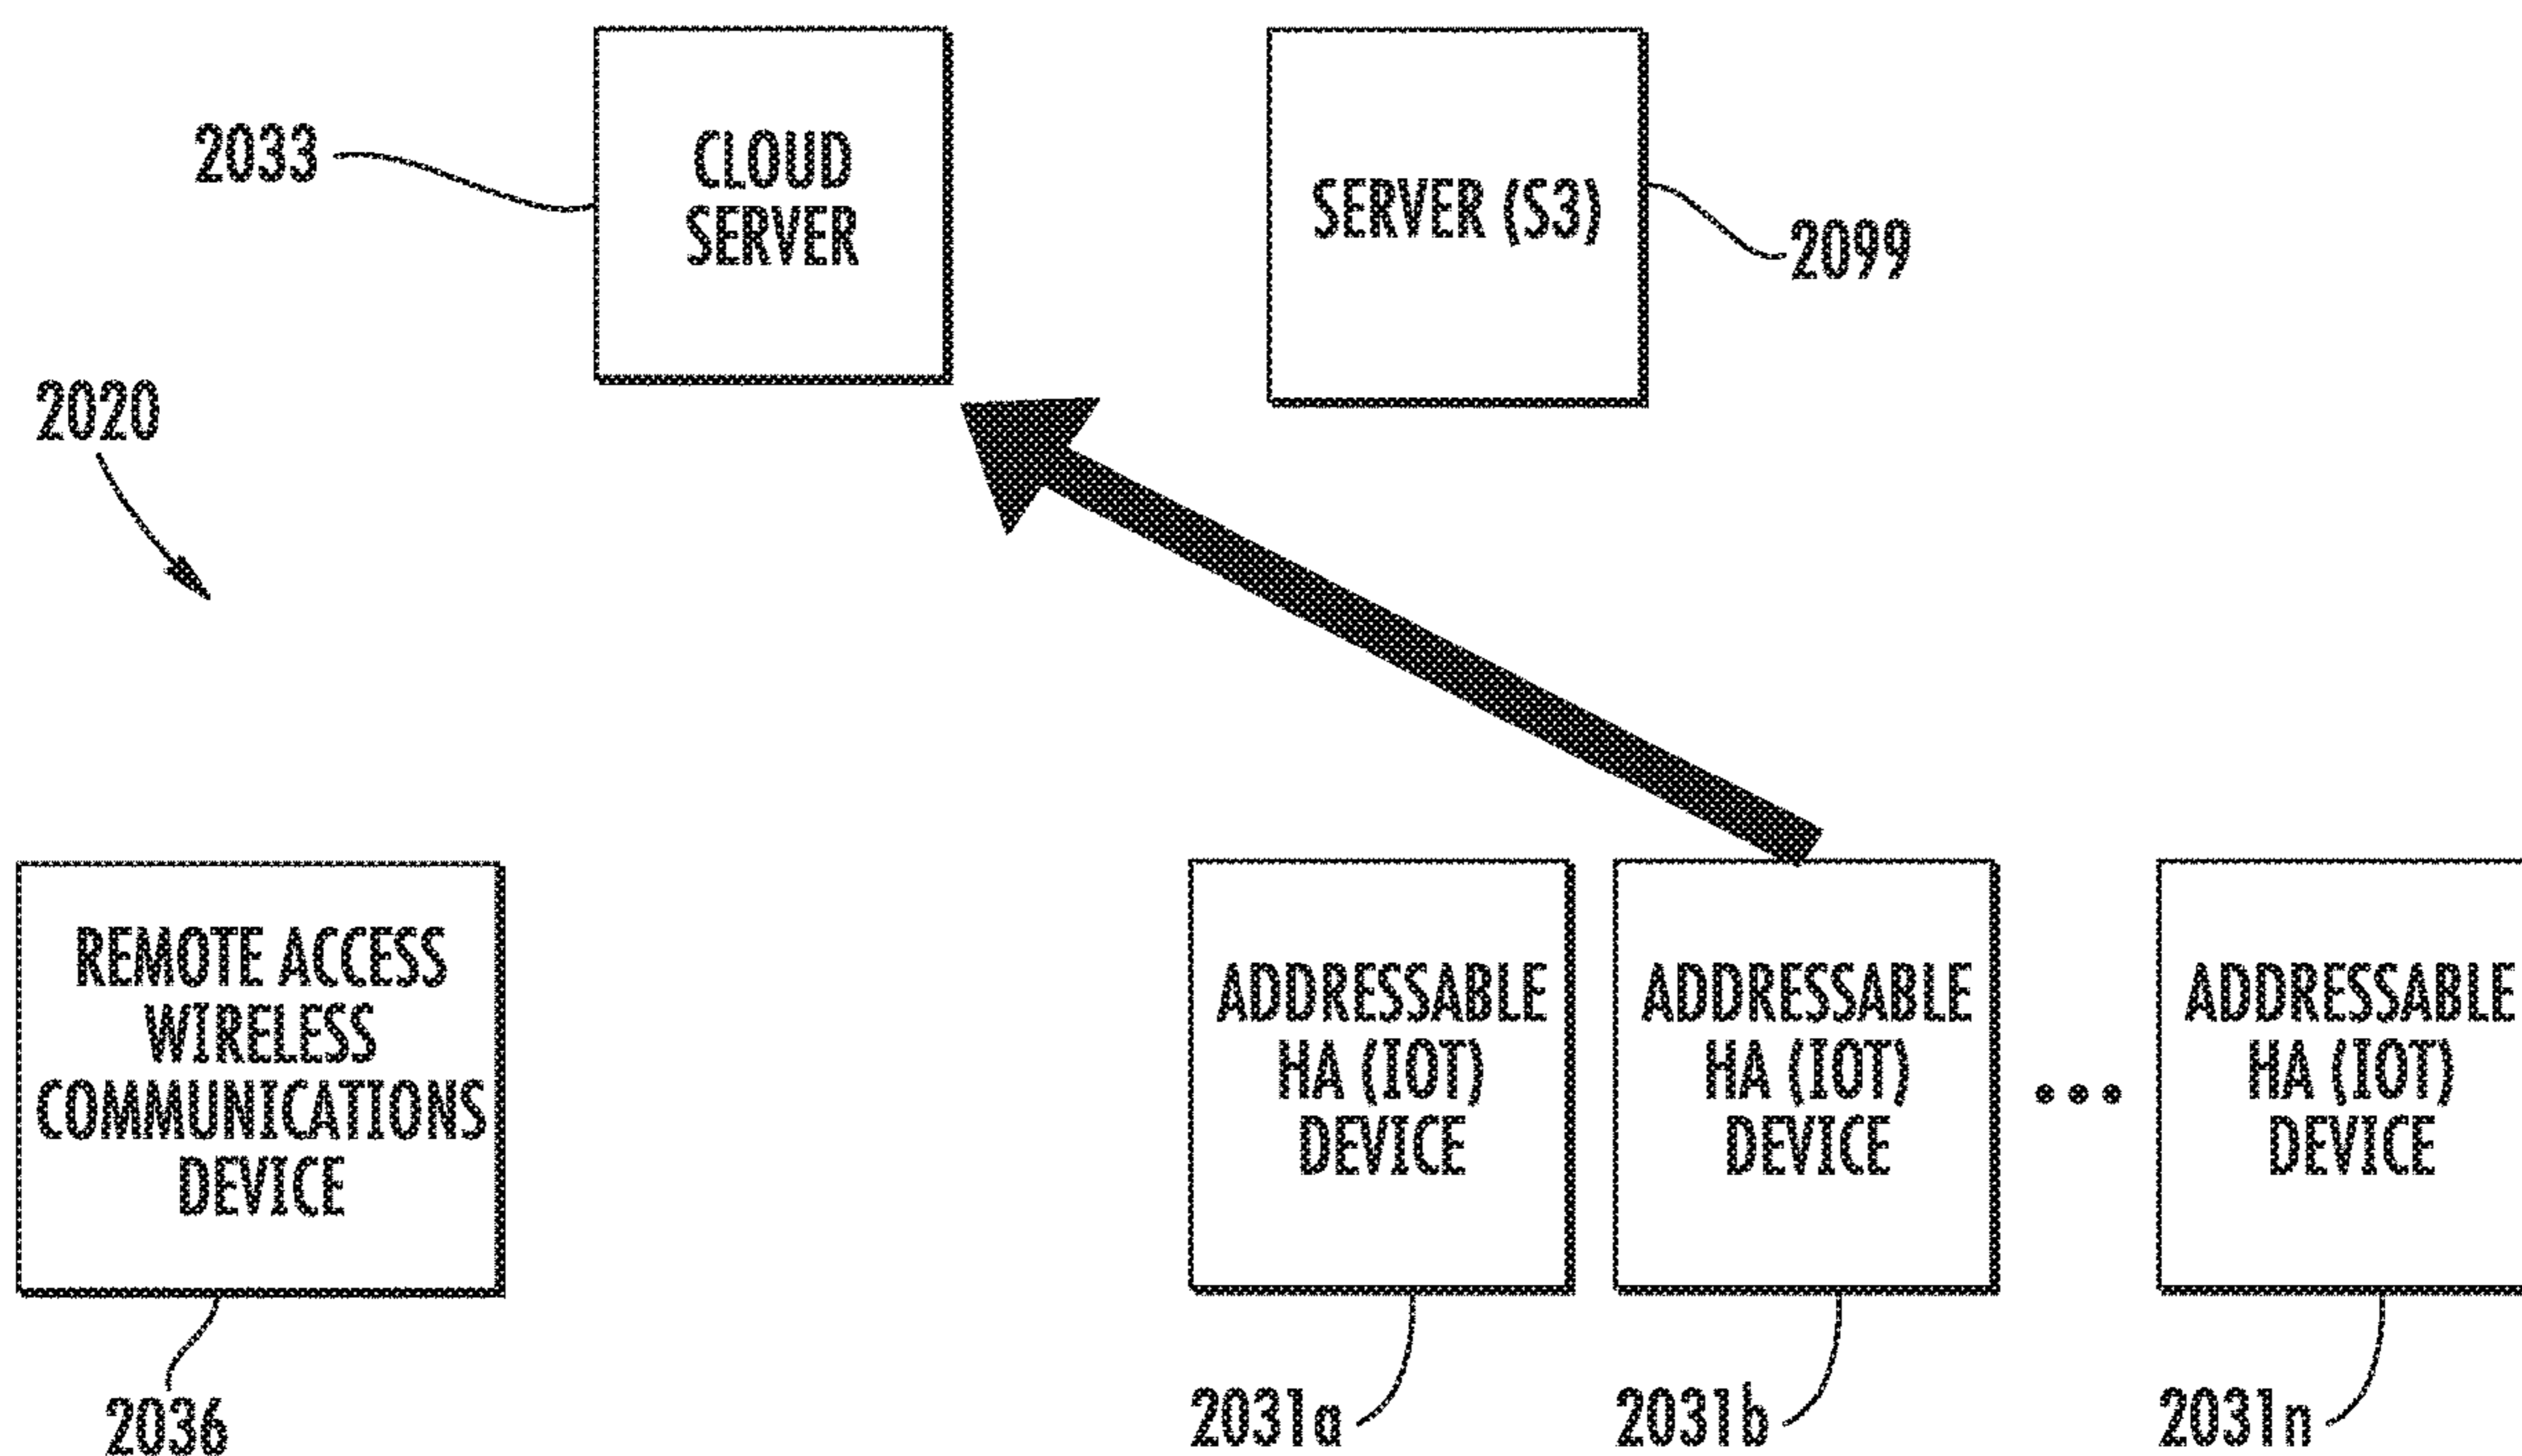 2033
CLOUD
SERVER
SERVER (S3)
2099
2020
REMOTE ACCESS
WIRELESS
COMMUNICATIONS
DEVICE
2036
ADDRESSABLE
HA (IOT)
DEVICE
2031a
ADDRESSABLE
HA (IOT)
DEVICE
2031b
ADDRESSABLE
HA (IOT)
DEVICE
2031n